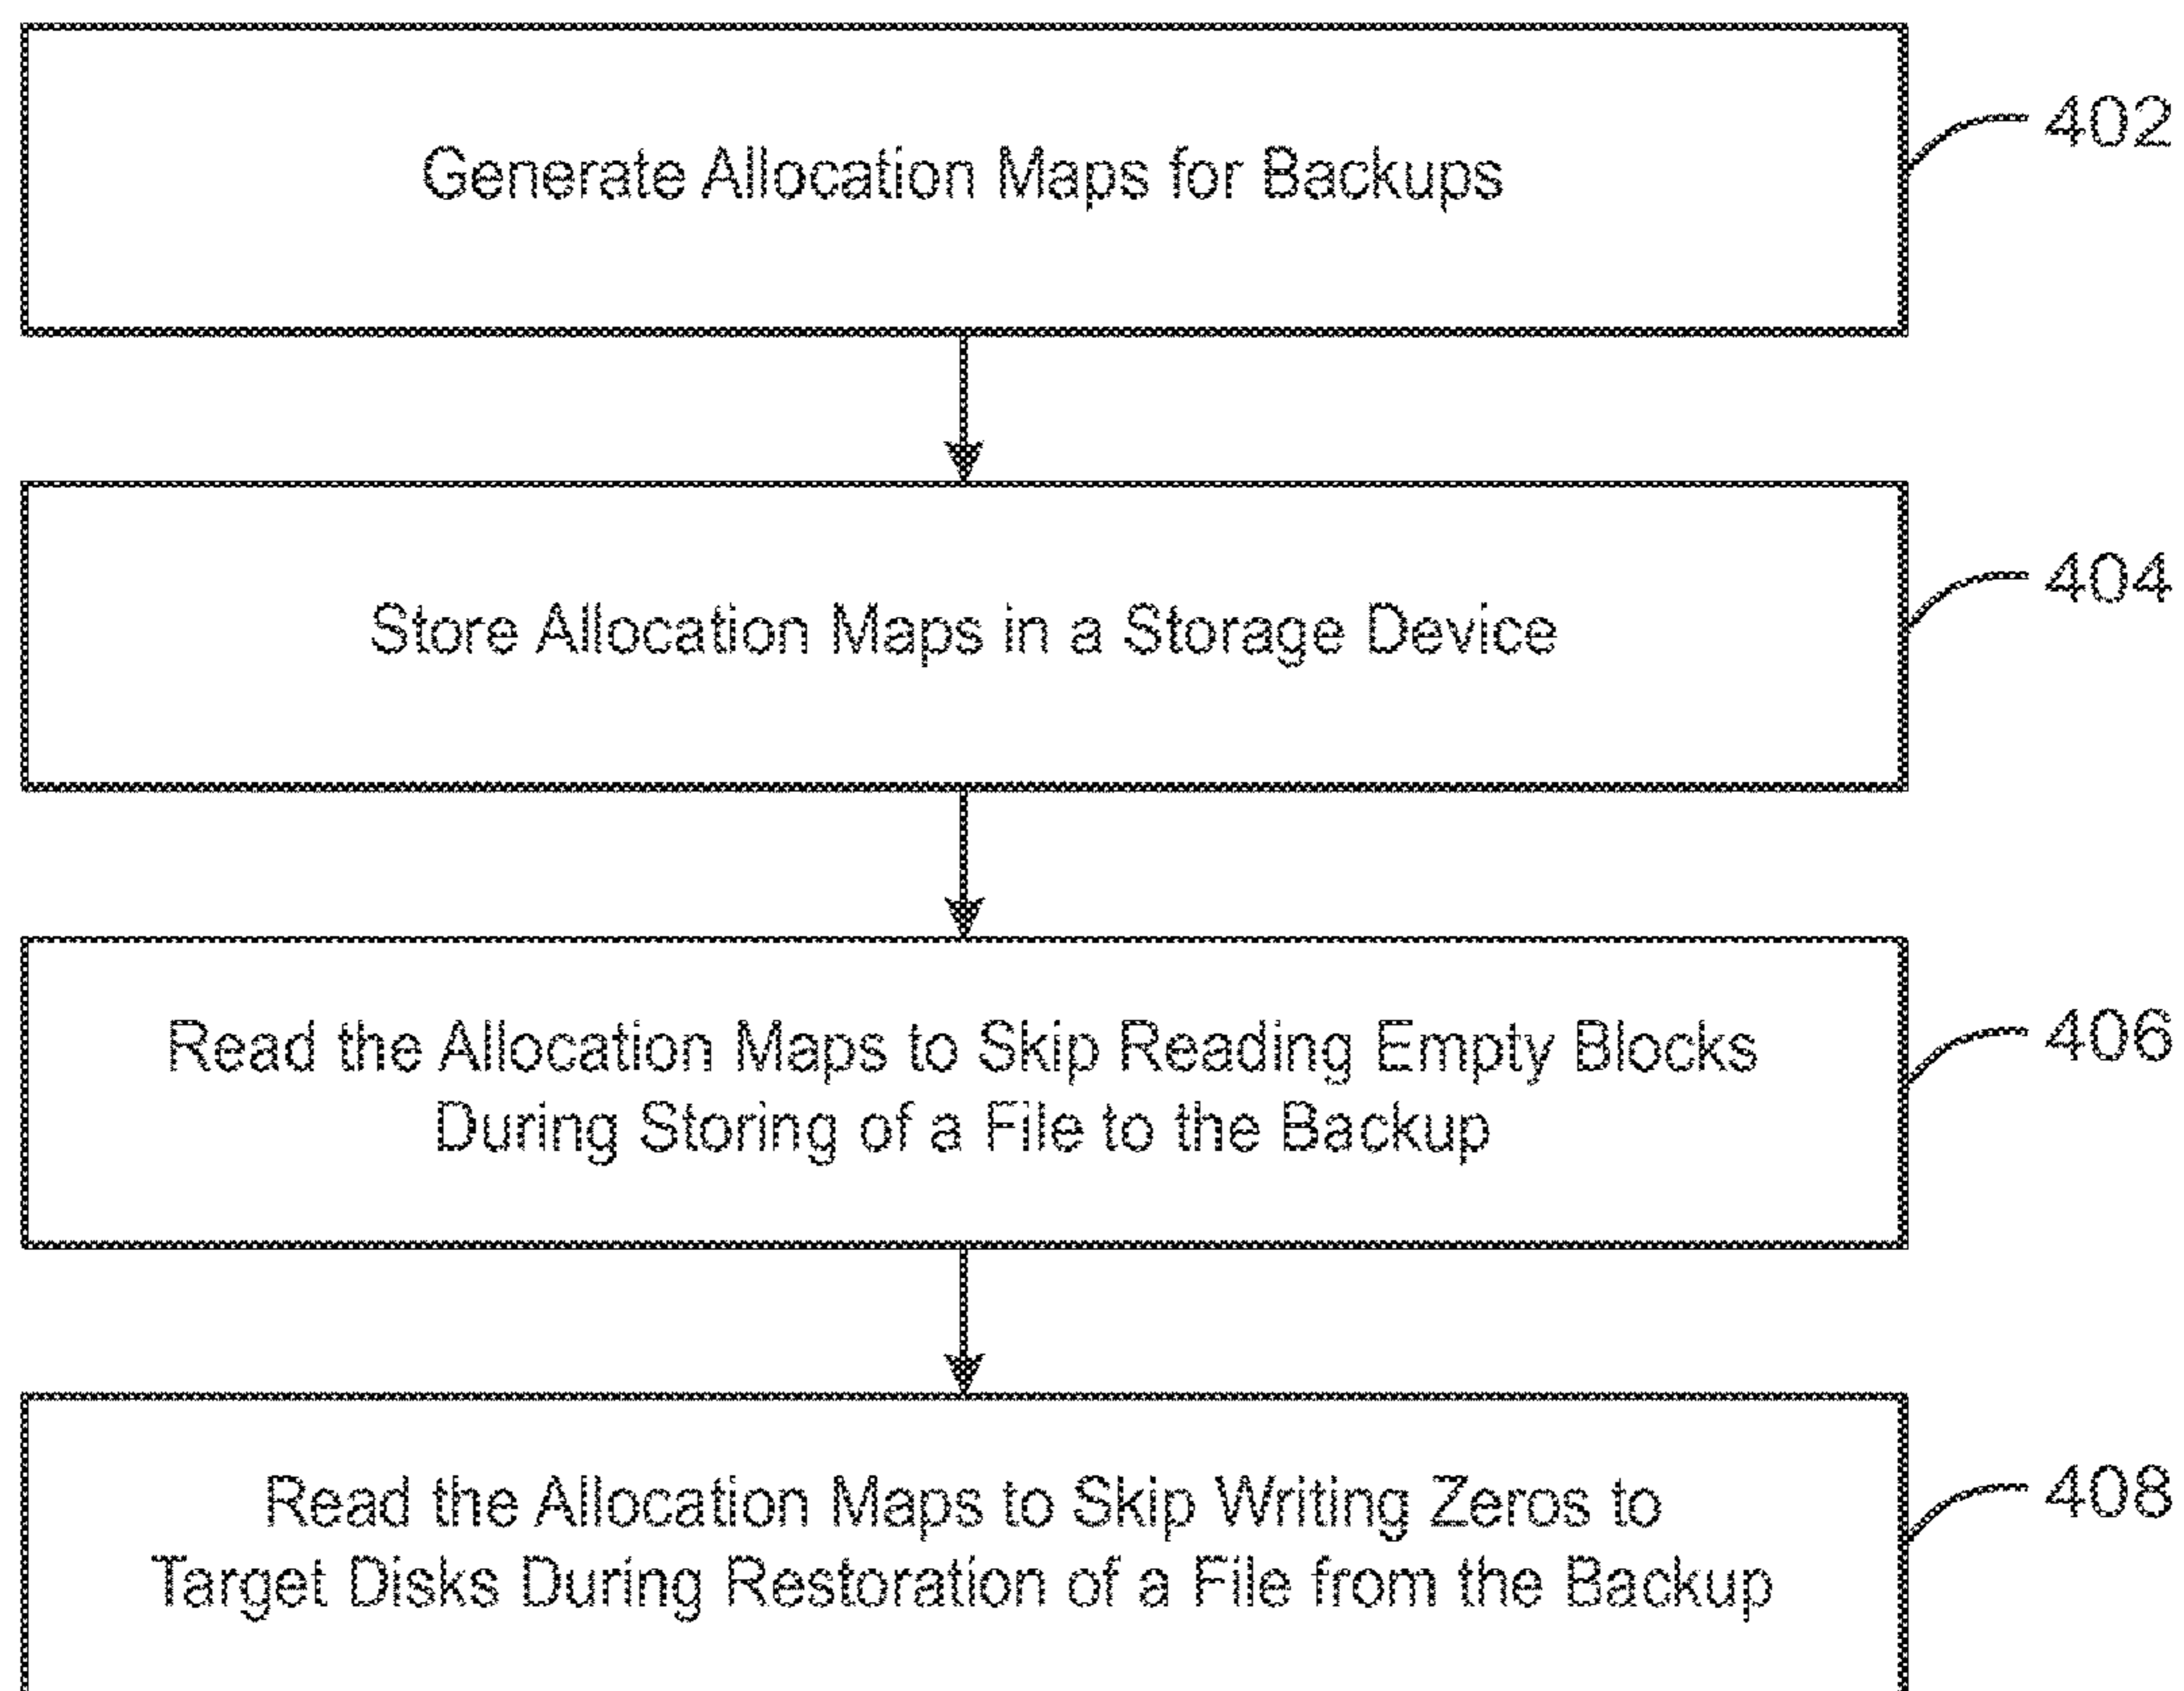 Generate Allocation Maps for Backups
402
Store Allocation Maps in a Storage Device
404
Read the Allocation Maps to Skip Reading Empty Blocks
During Storing of a File to the Backup
406
Read the Allocation Maps to Skip Writing Zeros to
Target Disks During Restoration of a File from the Backup
408